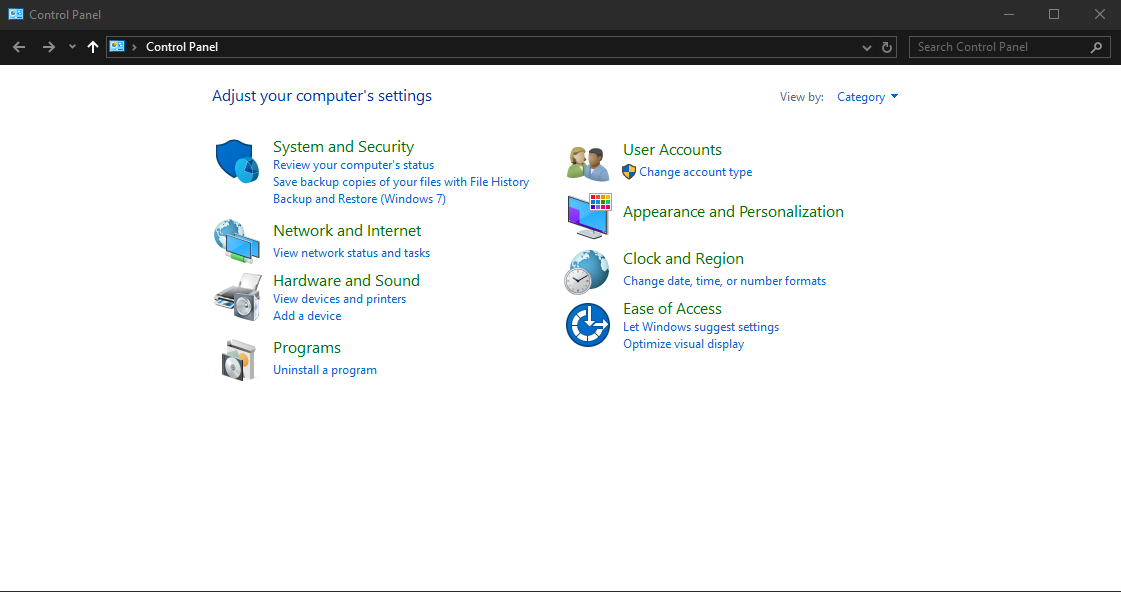 Control Panel
Control Panel
Search Control Panel
Adjust your computer's settings
View by: Category
System and Security
Review your computer's status
Save backup copies of your files with File History
Backup and Restore (Windows 7)
Network and Internet
View network status and tasks
Hardware and Sound
View devices and printers
Add a device
Programs
Uninstall a program
User Accounts
Change account type
Appearance and Personalization
Clock and Region
Change date, time, or number formats
Ease of Access
Let Windows suggest settings
Optimize visual display